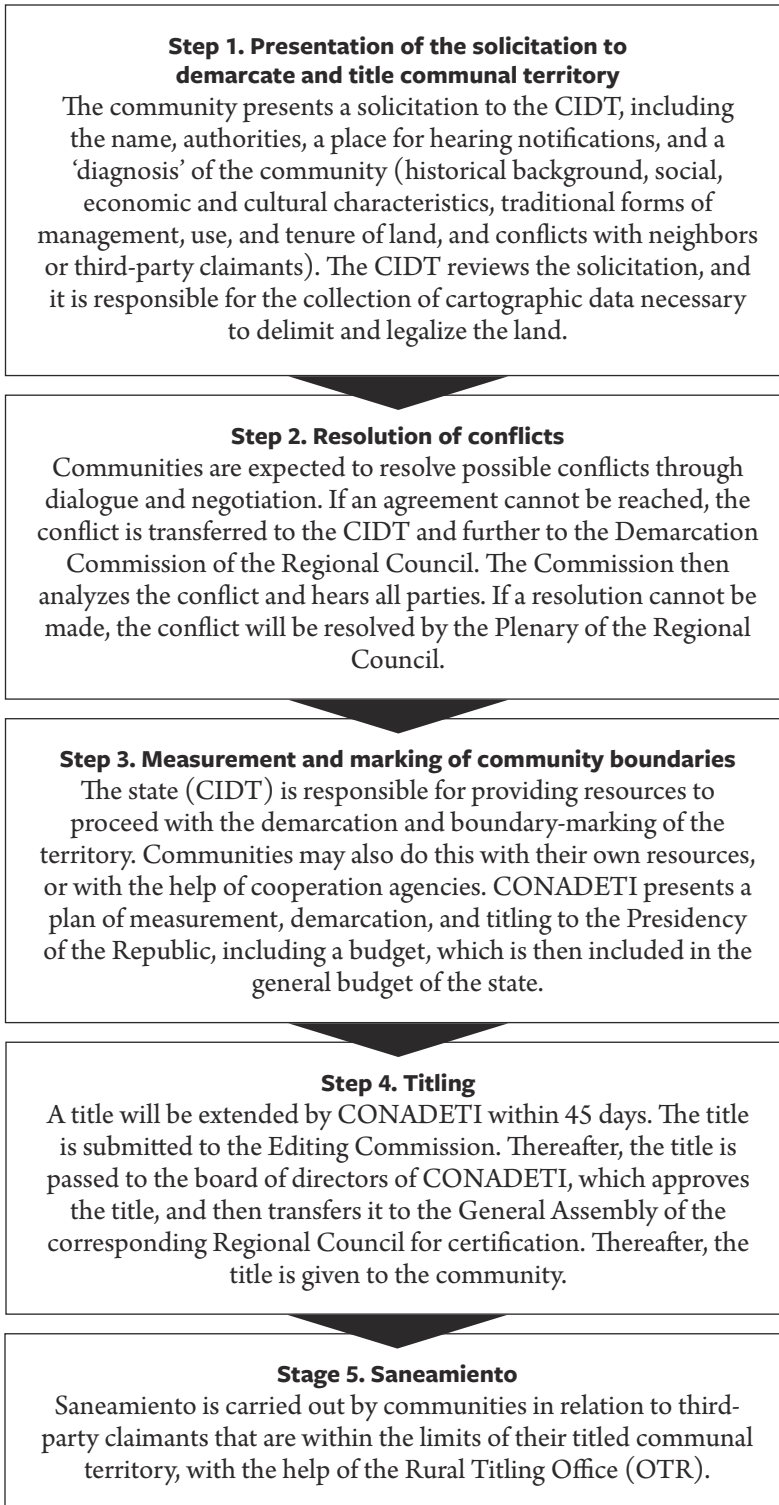 Step 1. Presentation of the solicitation to
demarcate and title communal territory
The community presents a solicitation to the CIDT, including
the name, authorities, a place for hearing notifications, and a
‘diagnosis’ of the community (historical background, social,
economic and cultural characteristics, traditional forms of
management, use, and tenure of land, and conflicts with neighbors
or third-party claimants). The CIDT reviews the solicitation, and
it is responsible for the collection of cartographic data necessary
to delimit and legalize the land.
Step 2. Resolution of conflicts
Communities are expected to resolve possible conflicts through
dialogue and negotiation. If an agreement cannot be reached, the
conflict is transferred to the CIDT and further to the Demarcation
Commission of the Regional Council. The Commission then
analyzes the conflict and hears all parties. If a resolution cannot be
made, the conflict will be resolved by the Plenary of the Regional
Council.
Step 3. Measurement and marking of community boundaries
The state (CIDT) is responsible for providing resources to
proceed with the demarcation and boundary-marking of the
territory. Communities may also do this with their own resources,
or with the help of cooperation agencies. CONADETI presents a
plan of measurement, demarcation, and titling to the Presidency
of the Republic, including a budget, which is then included in the
general budget of the state.
Step 4. Titling
A title will be extended by CONADETI within 45 days. The title
is submitted to the Editing Commission. Thereafter, the title is
passed to the board of directors of CONADETI, which approves
the title, and then transfers it to the General Assembly of the
corresponding Regional Council for certification. Thereafter, the
title is given to the community.
Stage 5. Saneamiento
Saneamiento is carried out by communities in relation to third-
party claimants that are within the limits of their titled communal
territory, with the help of the Rural Titling Office (OTR).